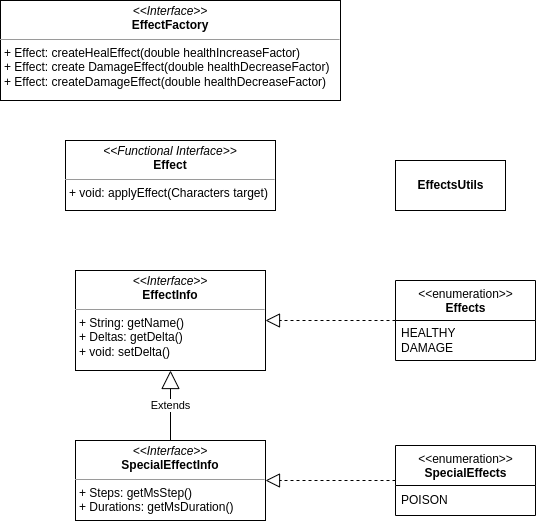 <<Interface>>
EffectFactory
+ Effect: createHealEffect(double healthIncreaseFactor)
+ Effect: create DamageEffect(double healthDecreaseFactor)
+ Effect: createDamageEffect(double healthDecreaseFactor)
<<Functional Interface>>
Effect
+ void: applyEffect(Characters target)
EffectsUtils
<<Interface>>
EffectInfo
+ String: getName()
+ Deltas: getDelta()
+ void: setDelta()
<<enumeration>>
Effects
HEALTHY
DAMAGE
Extends
<<Interface>>
SpecialEffectInfo
+ Steps: getMsStep()
+ Durations: getMsDuration()
<<enumeration>>
SpecialEffects
POISON